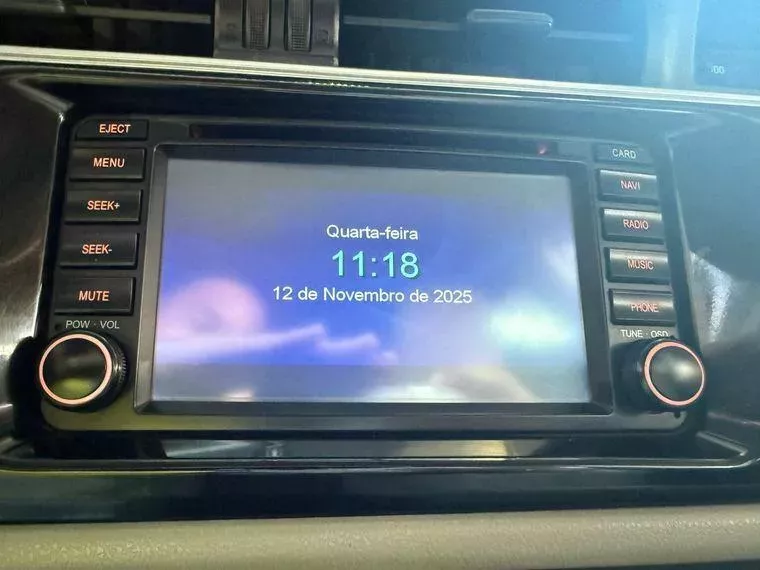 EJECT
MENU
SEEK+
SEEK-
MUTE
POW · VOL
Quarta-feira
11:18
12 de Novembro de 2025
CARD
NAVI
RADIO
MUSIC
PHONE
TUNE · OSD